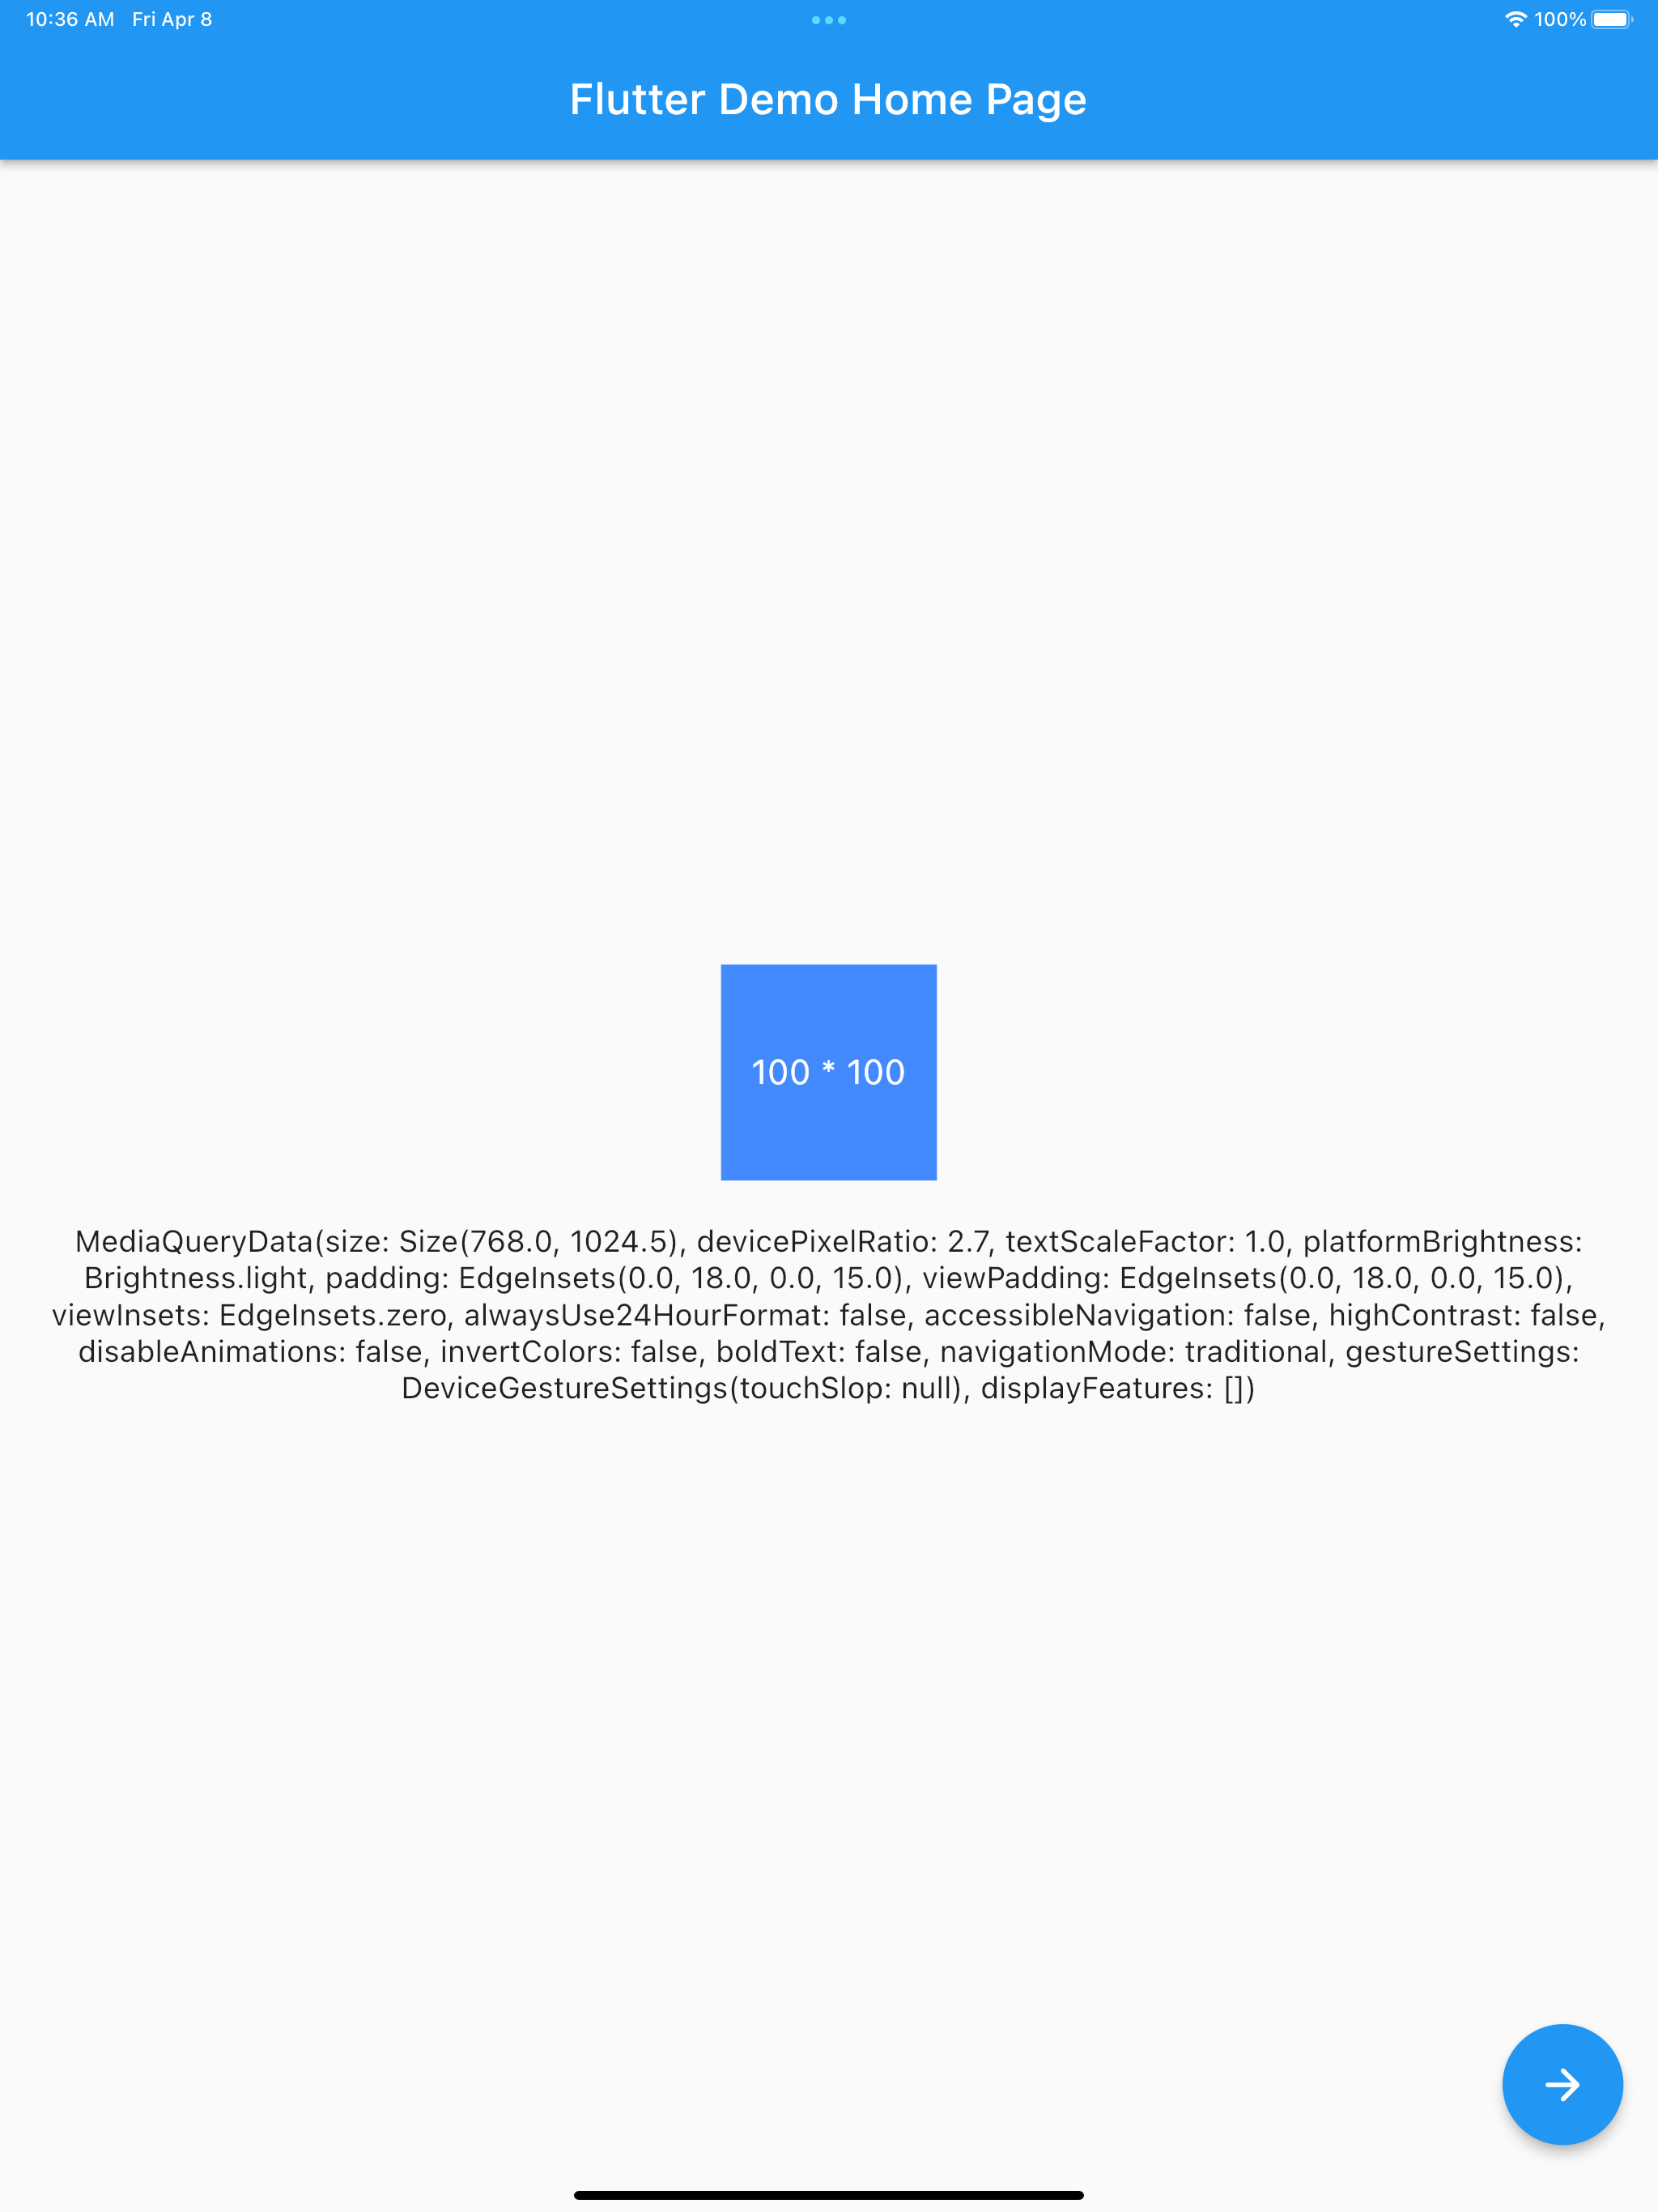 10:36 AM Fri Apr 8
100%
Flutter Demo Home Page
100 * 100
MediaQueryData(size: Size(768.0, 1024.5), devicePixelRatio: 2.7, textScaleFactor: 1.0, platformBrightness:
Brightness.light, padding: EdgeInsets(0.0, 18.0, 0.0, 15.0), viewPadding: EdgeInsets(0.0, 18.0, 0.0, 15.0),
viewInsets: EdgeInsets.zero, alwaysUse24HourFormat: false, accessibleNavigation: false, highContrast: false,
disableAnimations: false, invertColors: false, boldText: false, navigationMode: traditional, gestureSettings:
DeviceGestureSettings(touchSlop: null), displayFeatures: [])